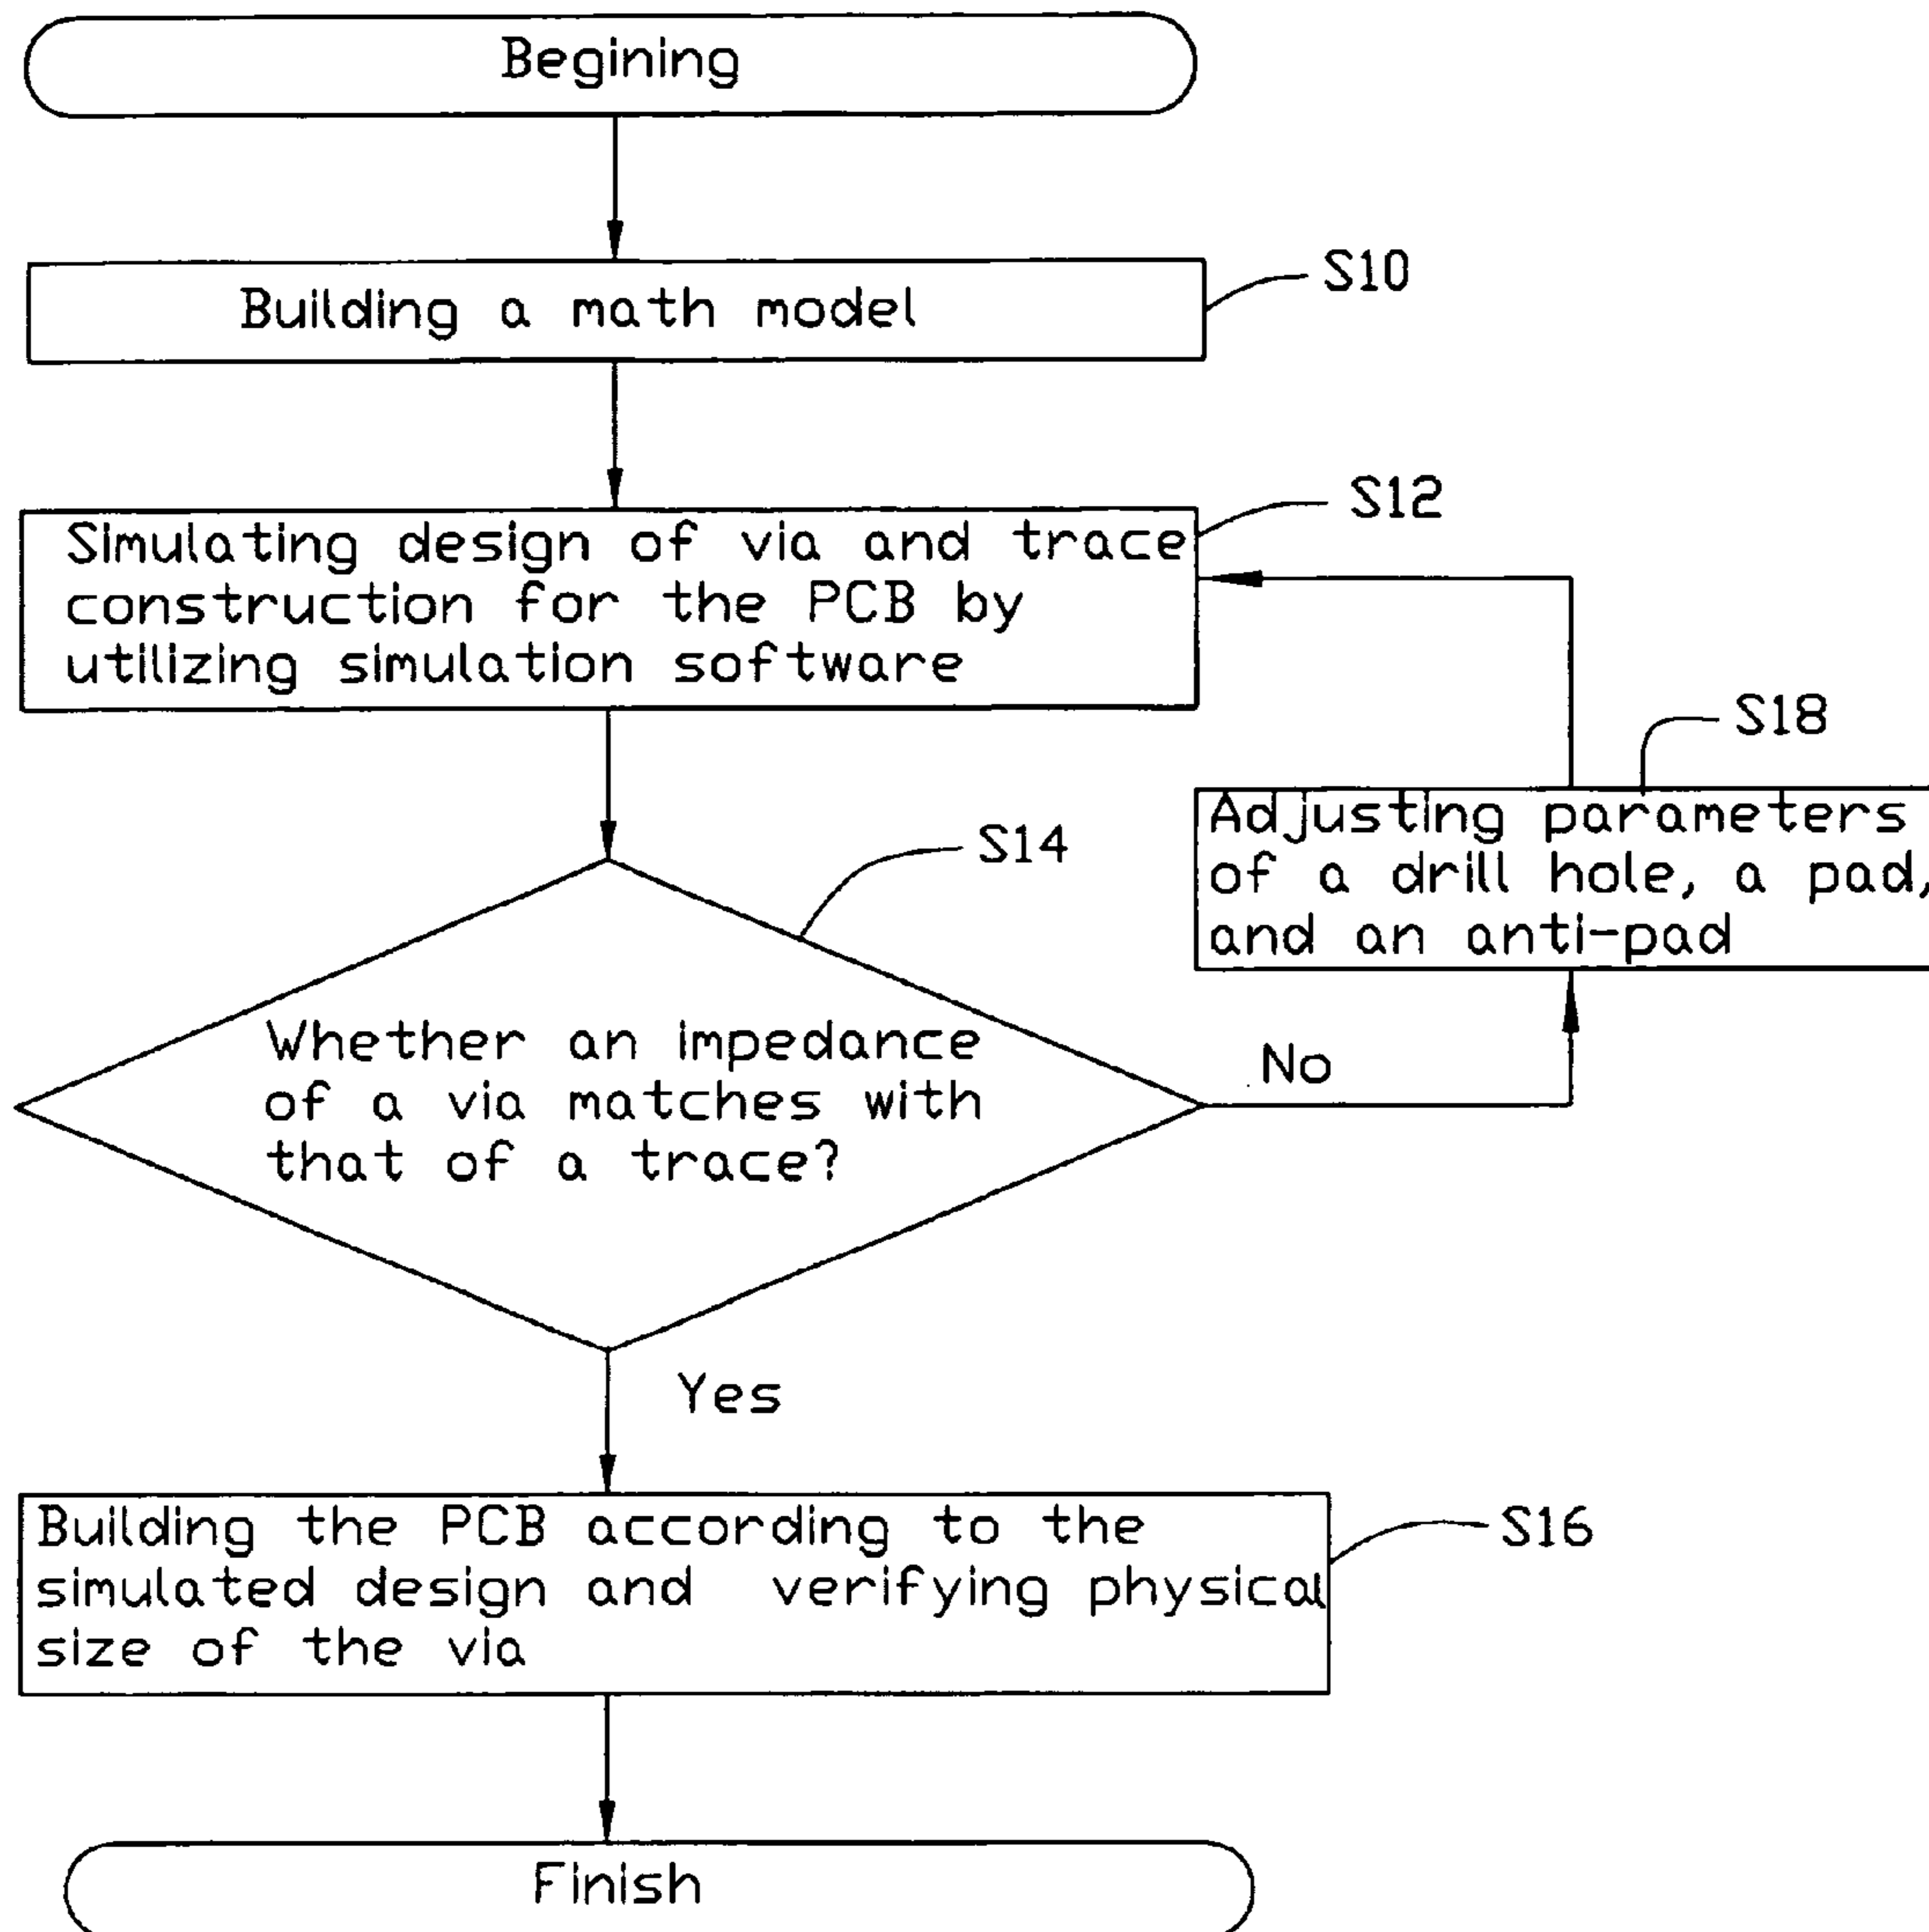 Begining
Building a math model
S10
Simulating design of via and trace
construction for the PCB by
utilizing simulation software
S12
S18
Adjusting parameters
of a drill hole, a pad,
and an anti-pad
S14
Whether an impedance
of a via matches with
that of a trace?
No
Yes
Building the PCB according to the
simulated design and verifying physical
size of the via
S16
Finish